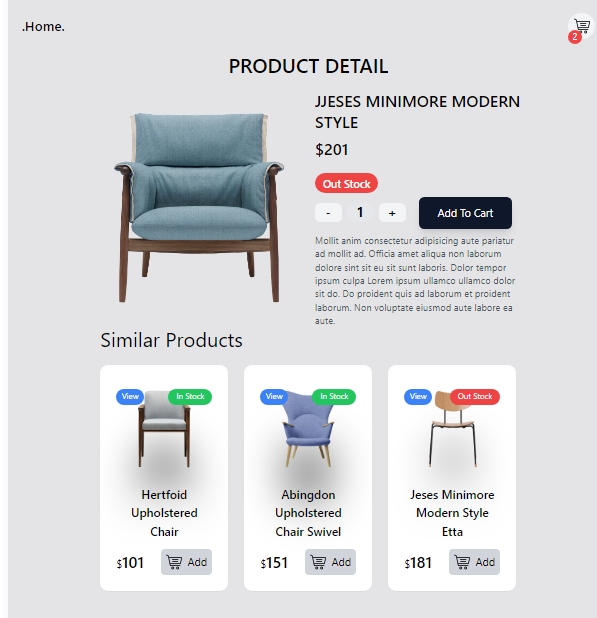 .Home.
2
PRODUCT DETAIL
JJESES MINIMORE MODERN
STYLE
$201
Out Stock
- 1 +
Add To Cart
Mollit anim consectetur adipisicing aute pariatur
ad mollit ad. Officia amet aliqua non laborum
dolore sint sit eu sit sunt laboris. Dolor tempor
ipsum culpa Lorem ipsum ullamco ullamco dolor
sit do. Do proident quis ad laborum et proident
laborum. Non voluptate eiusmod aute labore ea
aute.
Similar Products
View
In Stock
Hertfoid
Upholstered
Chair
$101
Add
View
In Stock
Abingdon
Upholstered
Chair Swivel
$151
Add
View
Out Stock
Jeses Minimore
Modern Style
Etta
$181
Add